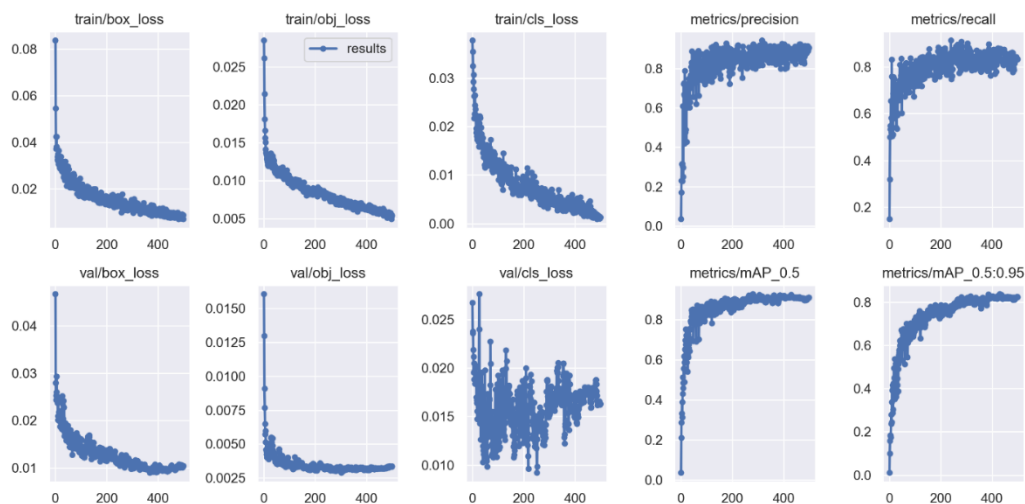 train/box_loss
train/obj_loss
train/cls_loss
metrics/precision
metrics/recall
results
0.08
0.06
0.04
0.02
0.025
0.020
0.015
0.010
0.005
0.03
0.02
0.01
0.00
0.8
0.6
0.4
0.2
0.0
0.8
0.6
0.4
0.2
0 200 400
0 200 400
0 200 400
0 200 400
0 200 400
val/box_loss
val/obj_loss
val/cls_loss
metrics/mAP_0.5
metrics/mAP_0.5:0.95
0.04
0.03
0.02
0.01
0.0150
0.0125
0.0100
0.0075
0.0050
0.0025
0.025
0.020
0.015
0.010
0.8
0.6
0.4
0.2
0.0
0.8
0.6
0.4
0.2
0.0
0 200 400
0 200 400
0 200 400
0 200 400
0 200 400